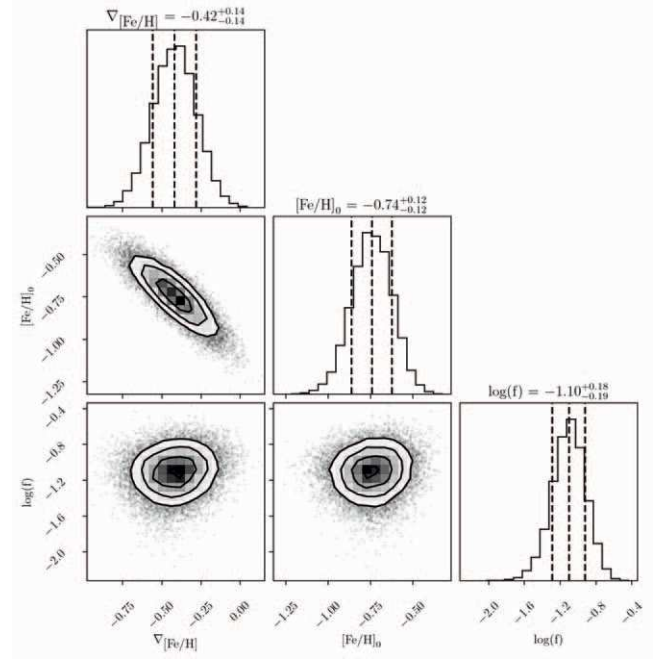 ∇[Fe/H] = −0.42+0.14−0.14
[Fe/H]0 = −0.74+0.12−0.12
−0.50
−0.75
−1.00
−1.25
[Fe/H]0
log(f) = −1.10+0.18−0.19
−0.4
−0.8
−1.2
−1.6
−2.0
log(f)
−0.75 −0.50 −0.25 0.00
∇[Fe/H]
−1.25 −1.00 −0.75 −0.50
[Fe/H]0
−2.0 −1.6 −1.2 −0.8 −0.4
log(f)